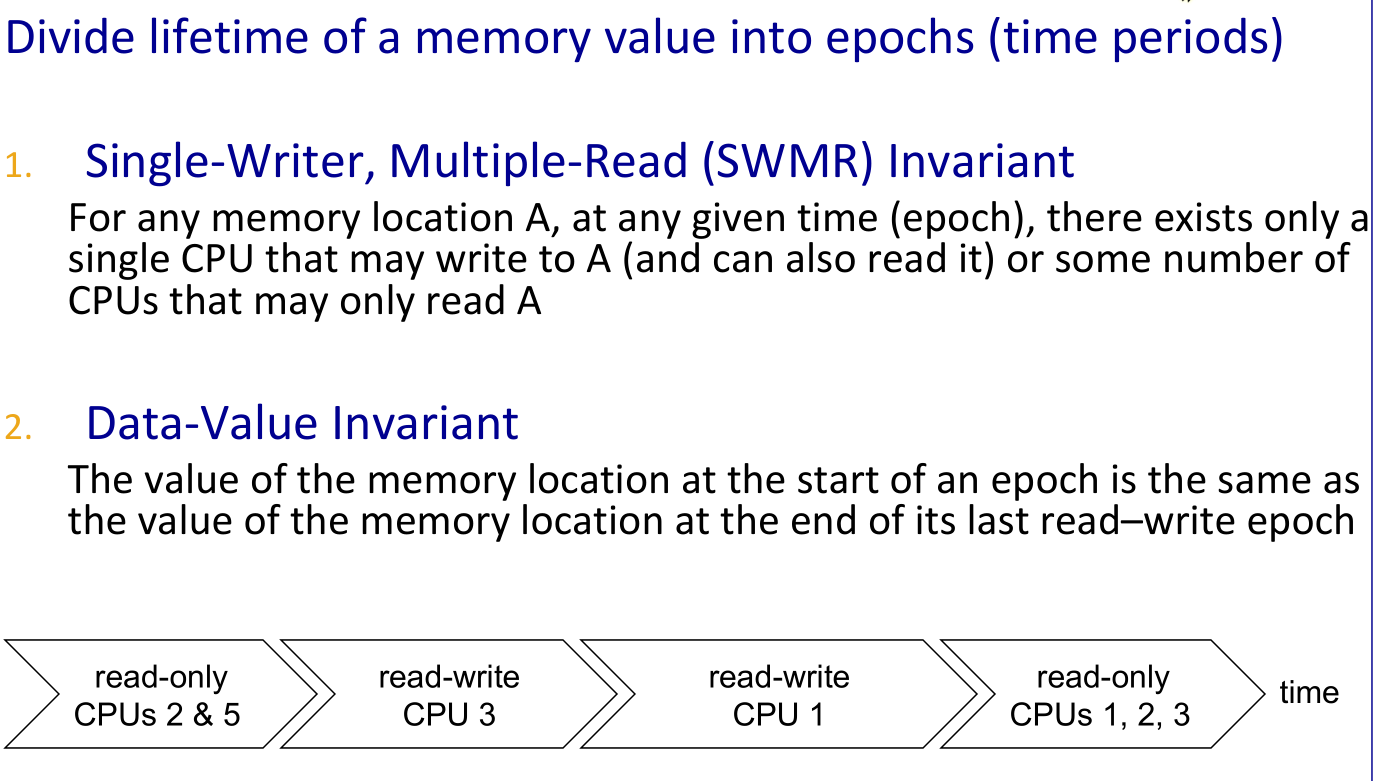 Divide lifetime of a memory value into epochs (time periods)
1. Single-Writer, Multiple-Read (SWMR) Invariant
For any memory location A, at any given time (epoch), there exists only a
single CPU that may write to A (and can also read it) or some number of
CPUs that may only read A
2. Data-Value Invariant
The value of the memory location at the start of an epoch is the same as
the value of the memory location at the end of its last read–write epoch
read-only
CPUs 2 & 5
read-write
CPU 3
read-write
CPU 1
read-only
CPUs 1, 2, 3
time